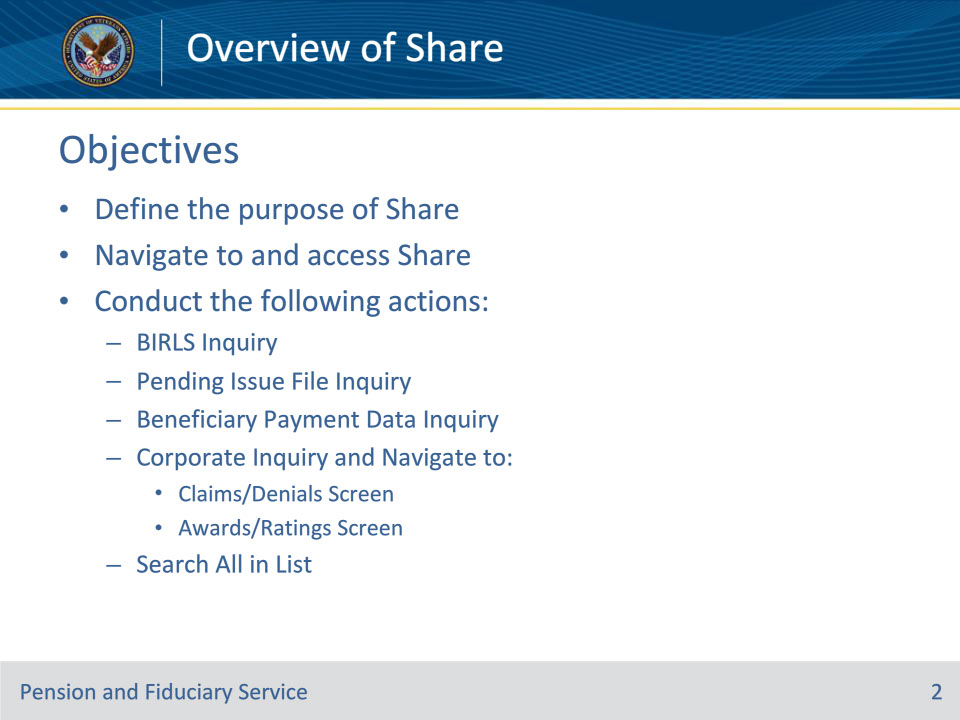 DEPARTMENT OF VETERANS AFFAIRS
UNITED STATES OF AMERICA
Overview of Share
Objectives
• Define the purpose of Share
• Navigate to and access Share
• Conduct the following actions:
– BIRLS Inquiry
– Pending Issue File Inquiry
– Beneficiary Payment Data Inquiry
– Corporate Inquiry and Navigate to:
• Claims/Denials Screen
• Awards/Ratings Screen
– Search All in List
Pension and Fiduciary Service
2